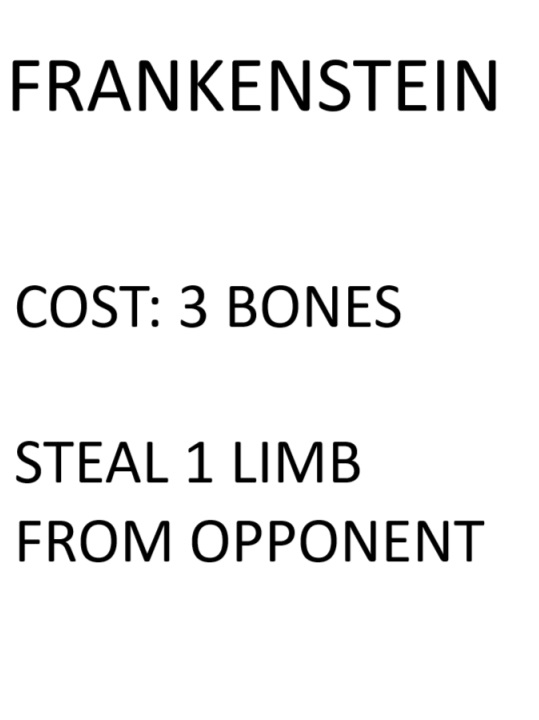 FRANKENSTEIN
COST: 3 BONES
STEAL 1 LIMB
FROM OPPONENT